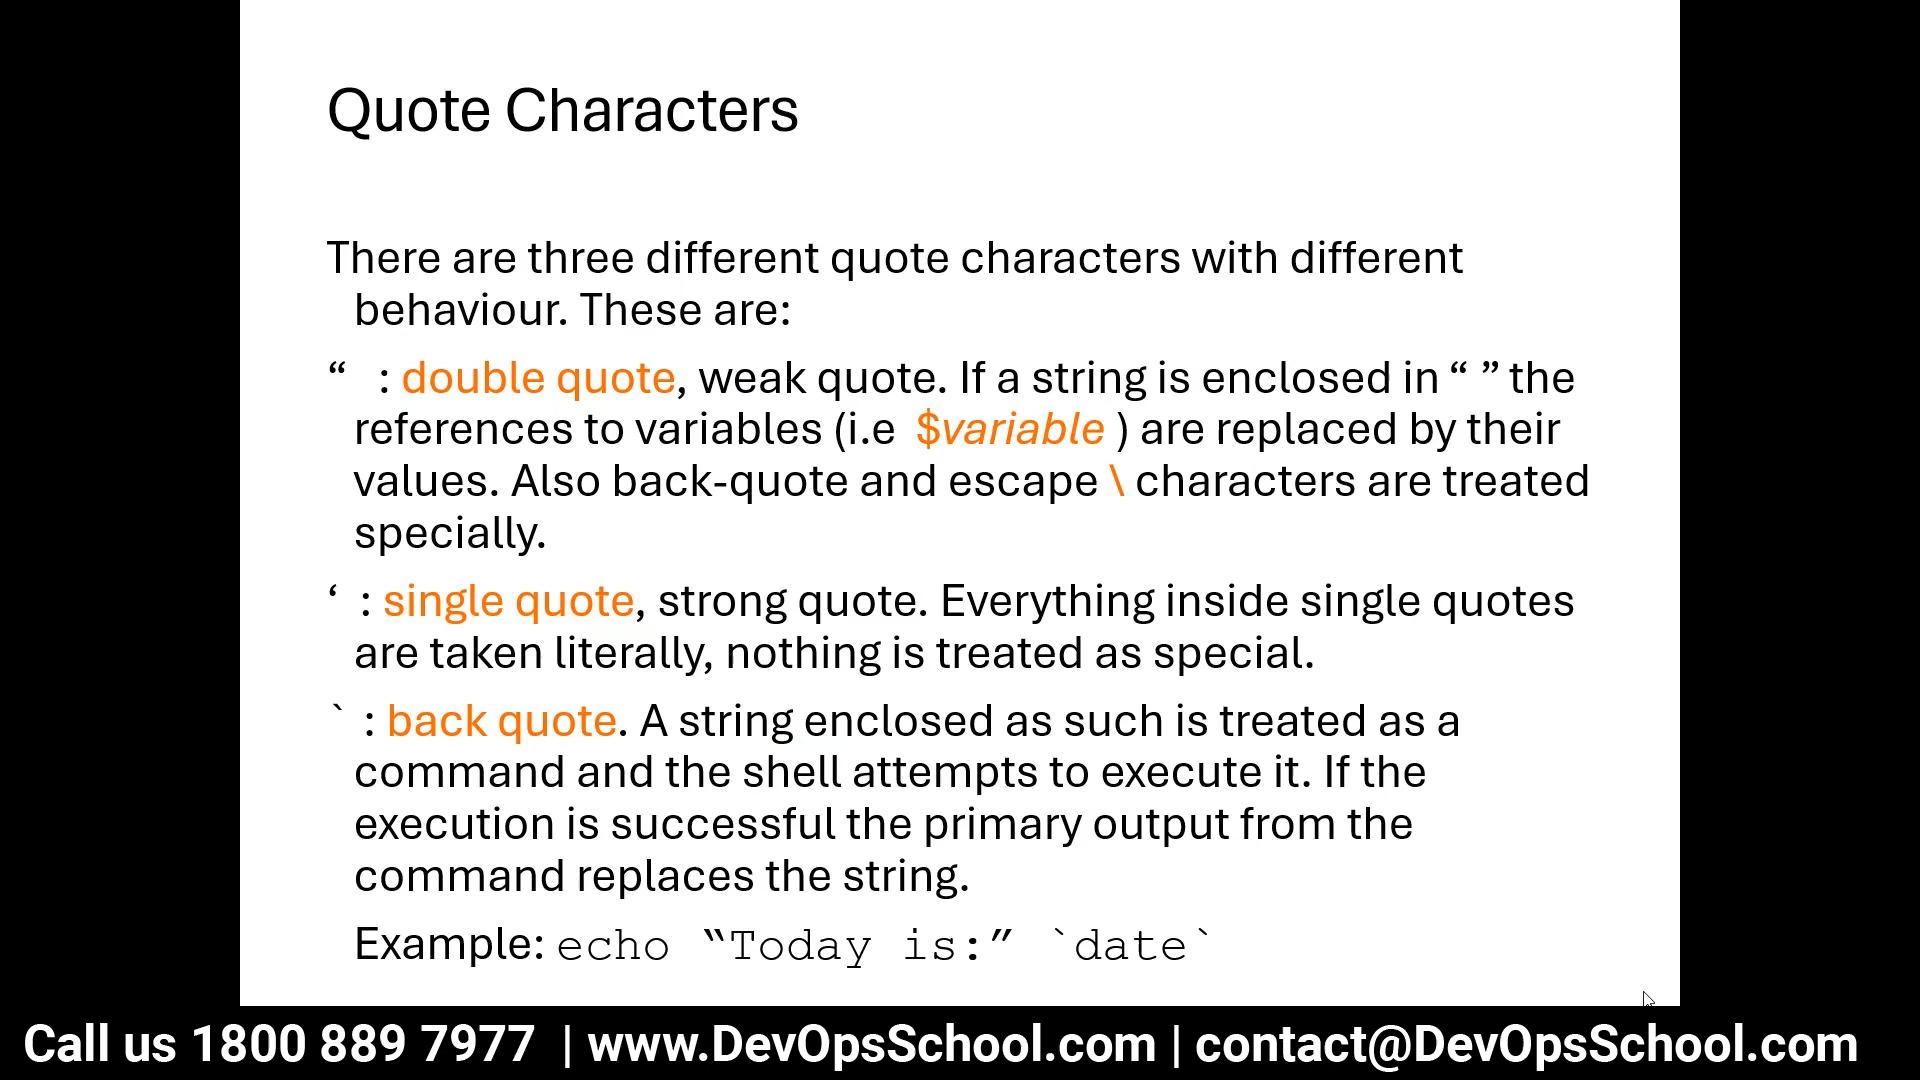 Quote Characters
There are three different quote characters with different
behaviour. These are:
“ : double quote, weak quote. If a string is enclosed in “ ” the
references to variables (i.e $variable ) are replaced by their
values. Also back-quote and escape \ characters are treated
specially.
‘ : single quote, strong quote. Everything inside single quotes
are taken literally, nothing is treated as special.
` : back quote. A string enclosed as such is treated as a
command and the shell attempts to execute it. If the
execution is successful the primary output from the
command replaces the string.
Example: echo “Today is:” `date`
Call us 1800 889 7977 | www.DevOpsSchool.com | contact@DevOpsSchool.com